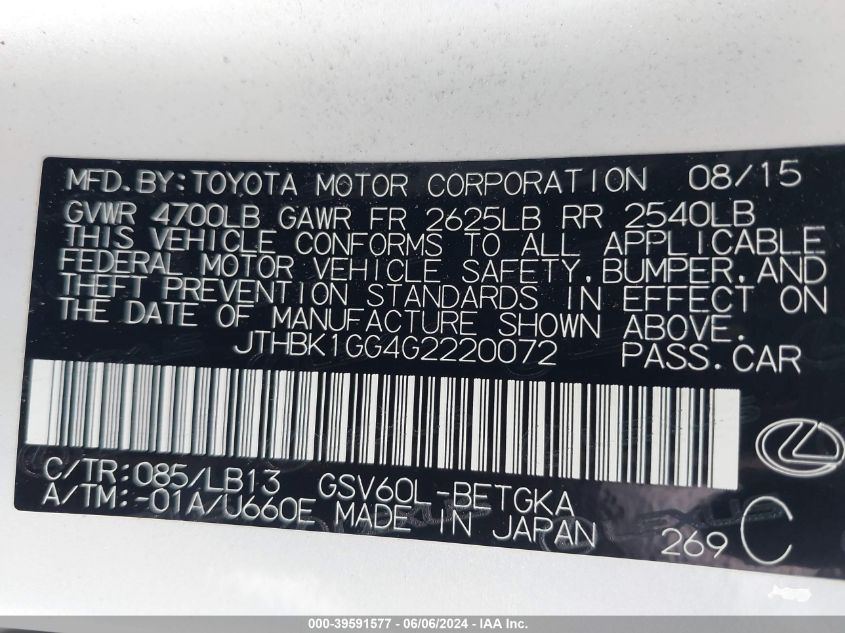 MFD.BY:TOYOTA MOTOR CORPORATION 08/15
GVWR 4700LB GAWR FR 2625LB RR 2540LB
THIS VEHICLE CONFORMS TO ALL APPLICABLE
FEDERAL MOTOR VEHICLE SAFETY,BUMPER,AND
THEFT PREVENTION STANDARDS IN EFFECT ON
THE DATE OF MANUFACTURE SHOWN ABOVE.
JTHBK1GG4G2220072 PASS.CAR
C/TR:085/LB13 GSV60L-BETGKA
A/TM:-01A/U660E MADE IN JAPAN
269 C
000-39591577 - 06/06/2024 - IAA Inc.